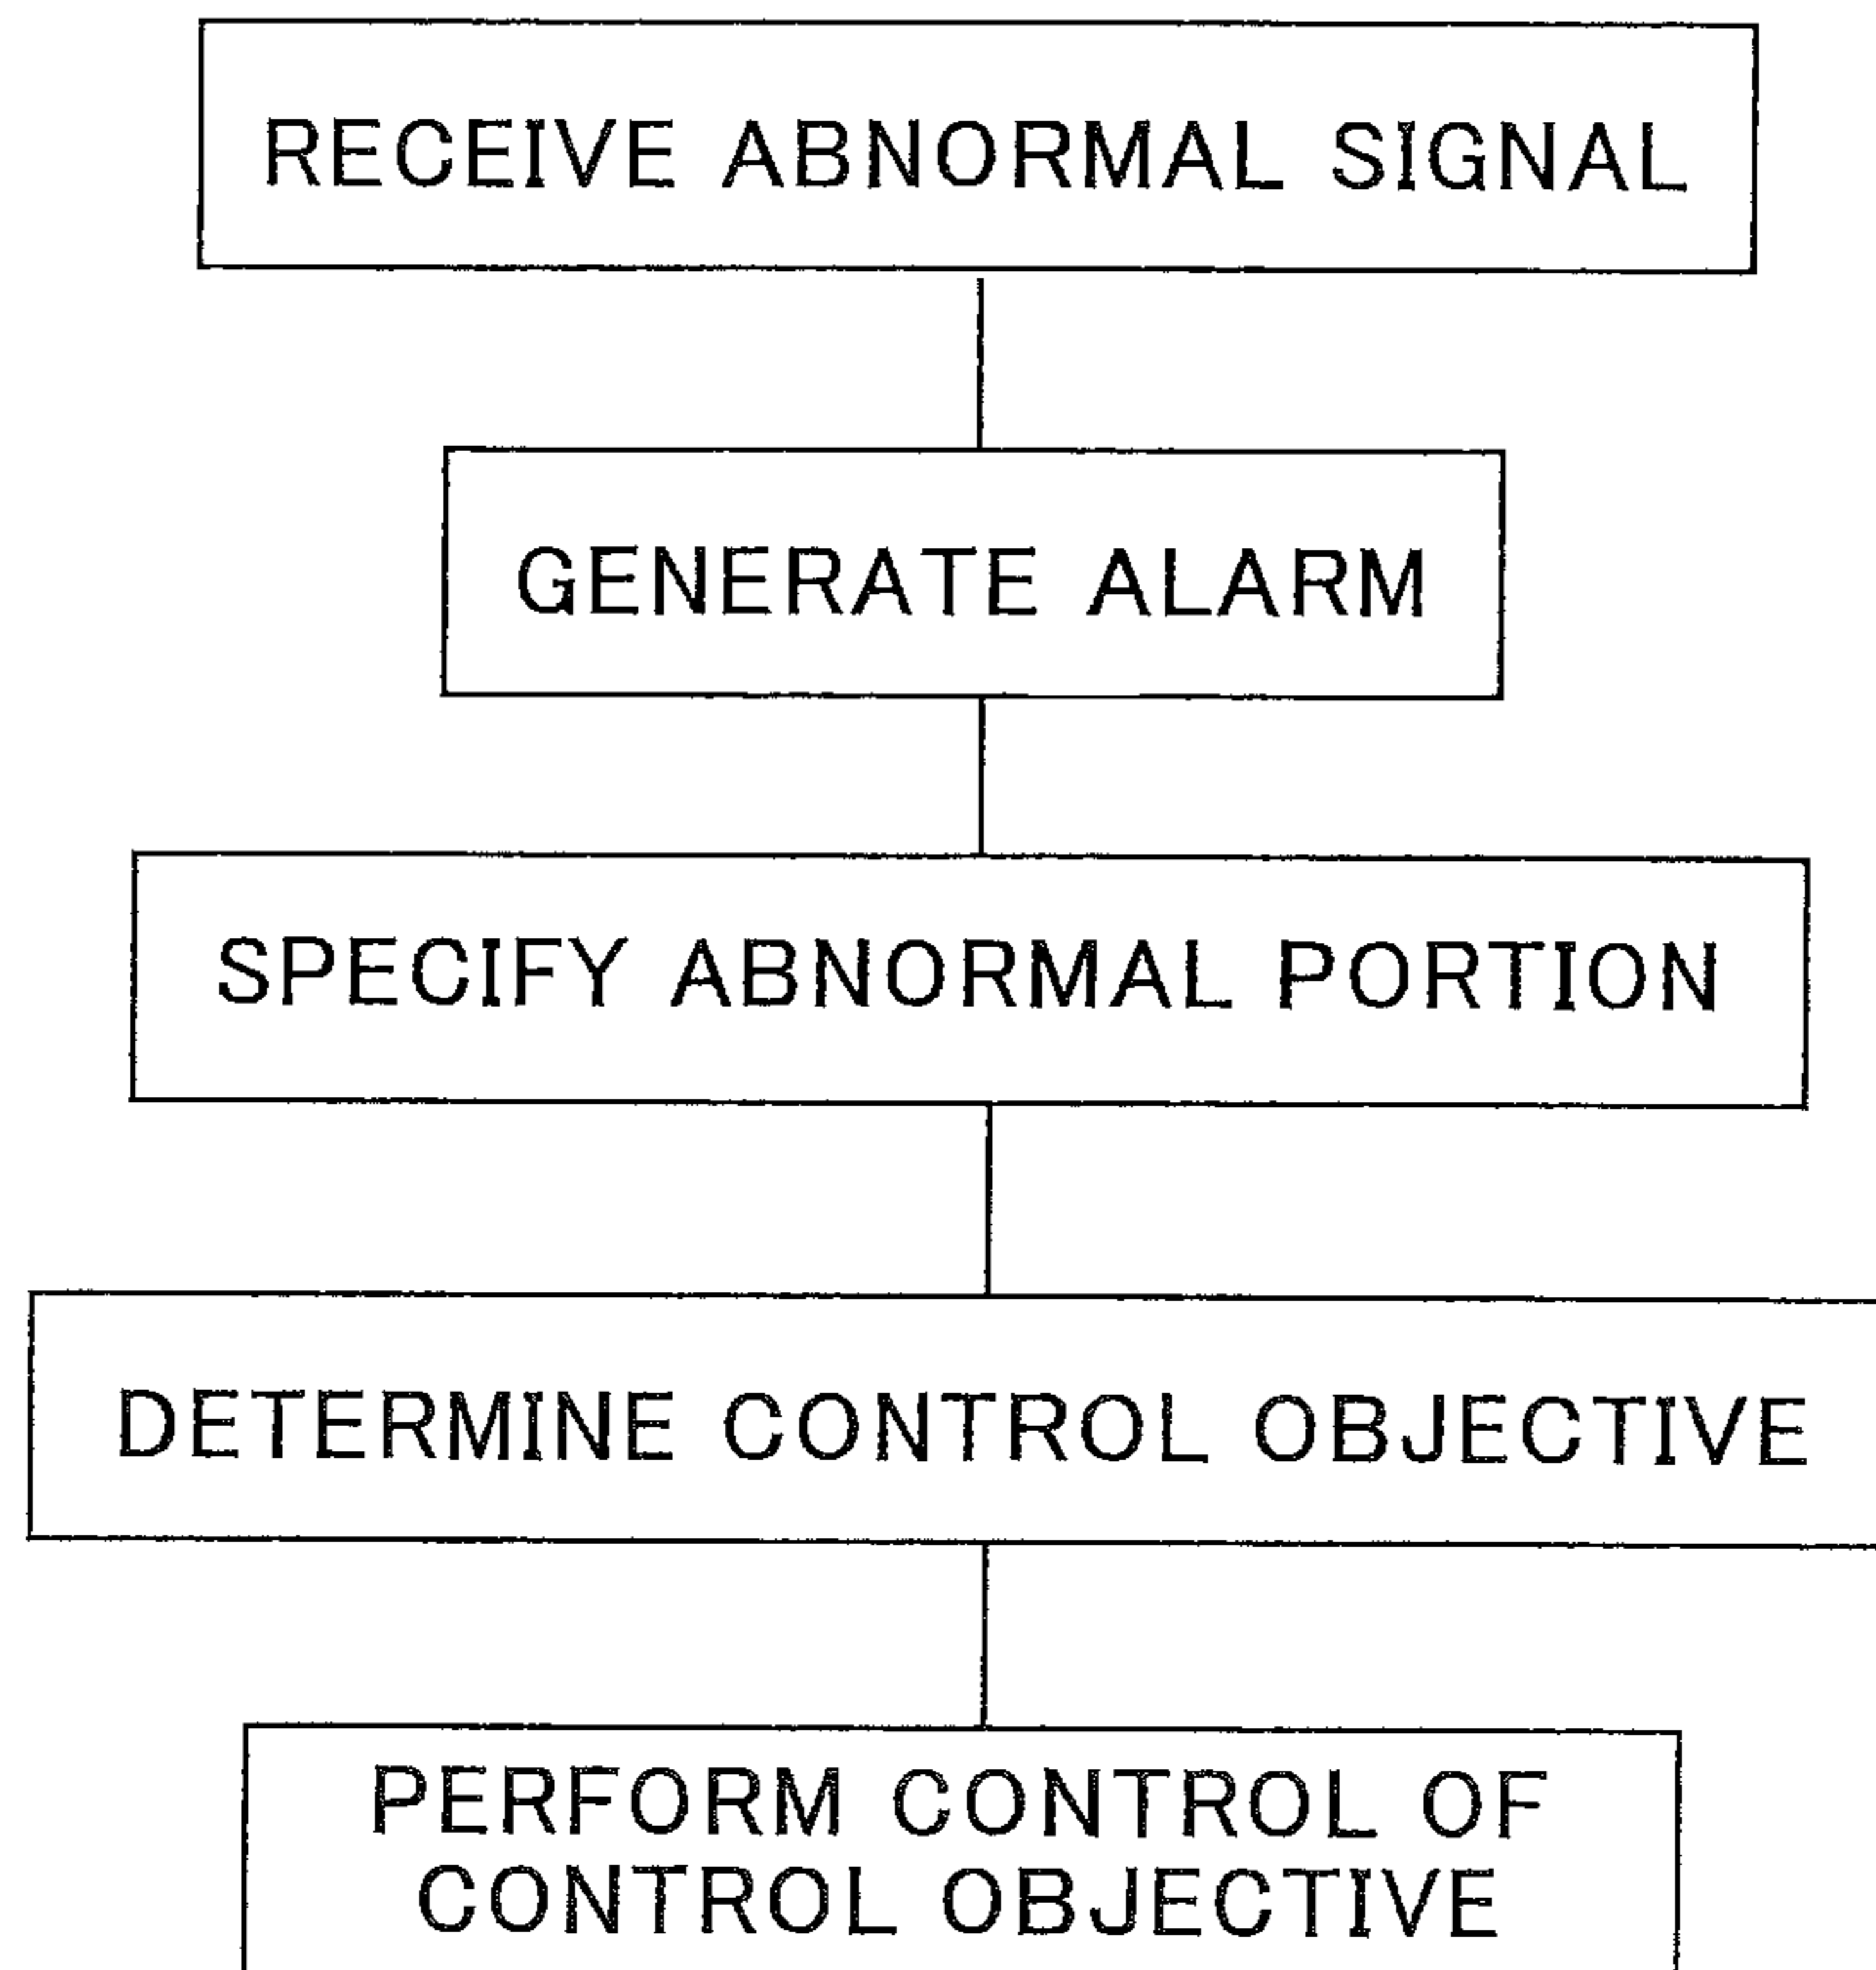 RECEIVE ABNORMAL SIGNAL
GENERATE ALARM
SPECIFY ABNORMAL PORTION
DETERMINE CONTROL OBJECTIVE
PERFORM CONTROL OF
CONTROL OBJECTIVE